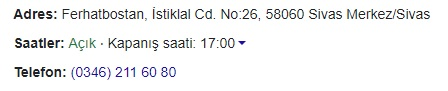 Adres: Ferhatbostan, İstiklal Cd. No:26, 58060 Sivas Merkez/Sivas
Saatler: Açık · Kapanış saati: 17:00
Telefon: (0346) 211 60 80